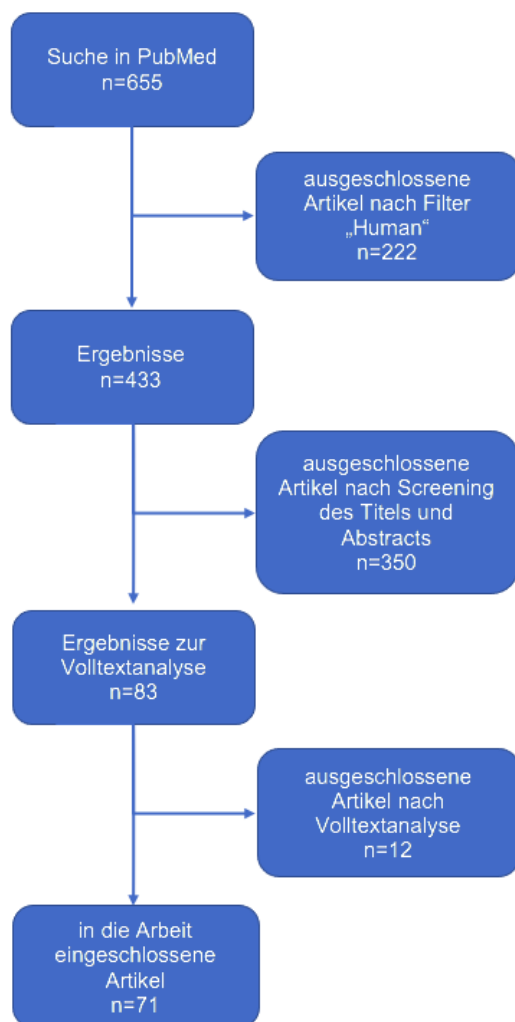 Suche in PubMed
n=655
ausgeschlossene
Artikel nach Filter
„Human“
n=222
Ergebnisse
n=433
ausgeschlossene
Artikel nach Screening
des Titels und
Abstracts
n=350
Ergebnisse zur
Volltextanalyse
n=83
ausgeschlossene
Artikel nach
Volltextanalyse
n=12
in die Arbeit
eingeschlossene
Artikel
n=71